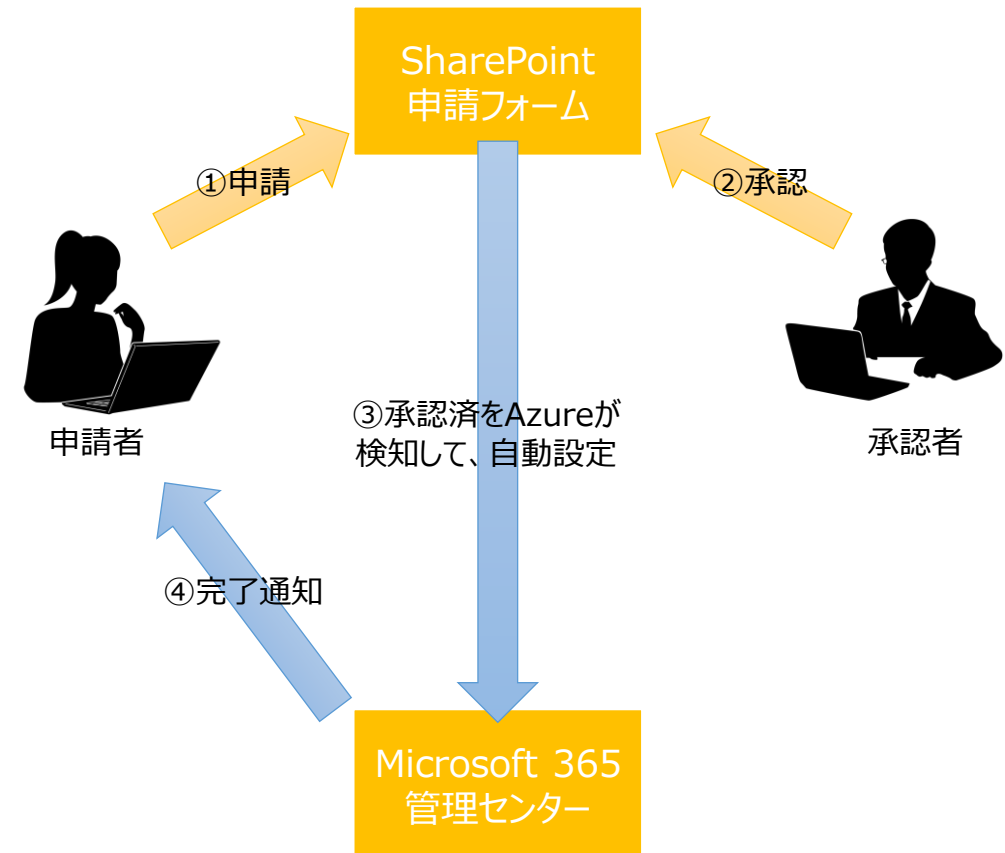 SharePoint
申請フォーム
①申請
②承認
申請者
③承認済をAzureが
検知して、自動設定
承認者
④完了通知
Microsoft 365
管理センター